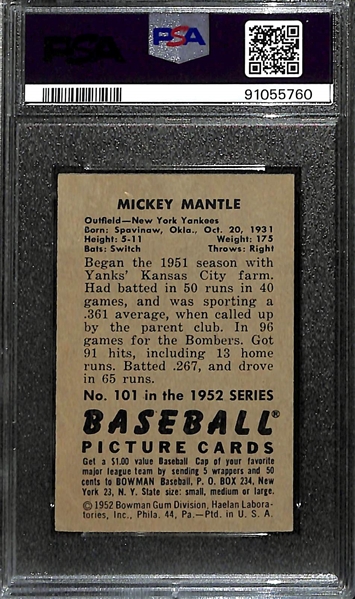 PSA
PSA
91055760
MICKEY MANTLE
Outfield—New York Yankees
Born: Spavinaw, Okla., Oct. 20, 1931
Height: 5-11 Weight: 175
Bats: Switch Throws: Right
Began the 1951 season with
Yanks' Kansas City farm.
Had batted in 50 runs in 40
games, and was sporting a
.361 average, when called up
by the parent club. In 96
games for the Bombers. Got
91 hits, including 13 home
runs. Batted .267, and drove
in 65 runs.
No. 101 in the 1952 SERIES
BASEBALL®
PICTURE CARDS
Get a $1.00 value Baseball Cap of your favorite
major league team by sending 5 wrappers and 50
cents to BOWMAN Baseball, P. O. BOX 234, New
York 23, N. Y. State size: small, medium or large.
©1952 Bowman Gum Division, Haelan Labora-
tories, Inc., Phila. 44, Pa.—Ptd. in U. S. A.